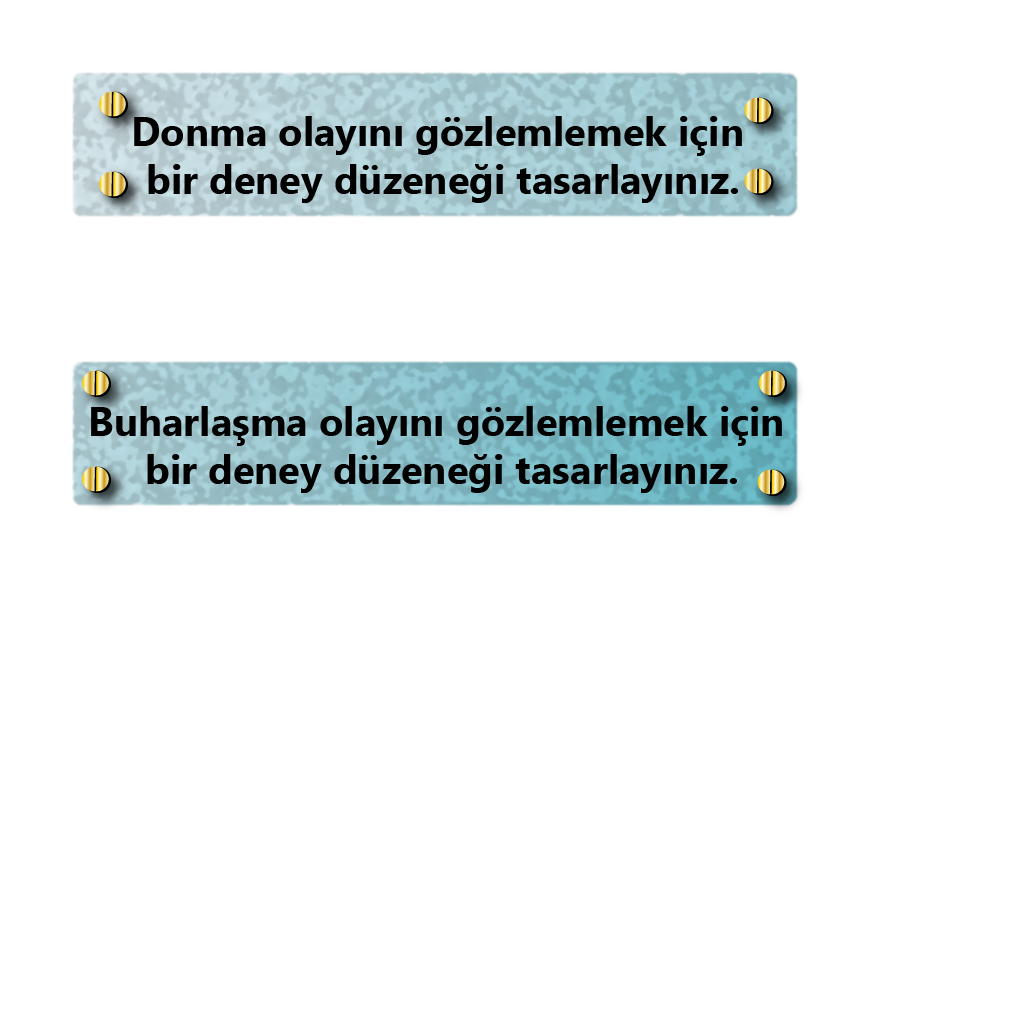 Donma olayını gözlemlemek için
bir deney düzeneği tasarlayınız.
Buharlaşma olayını gözlemlemek için
bir deney düzeneği tasarlayınız.